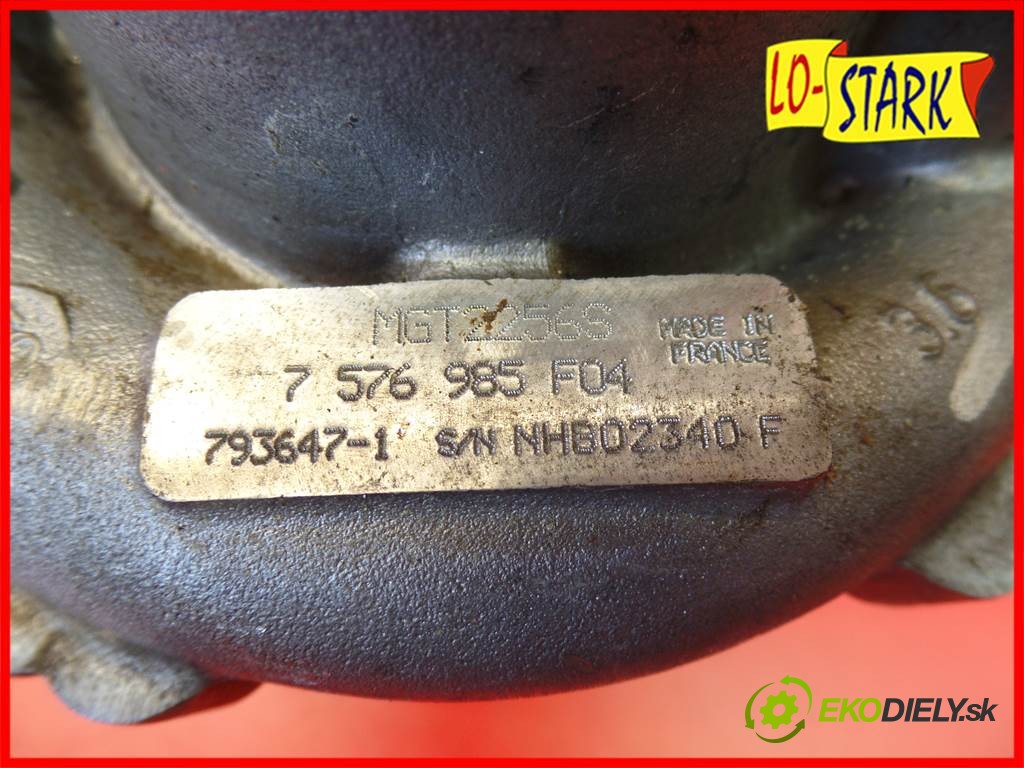 LO-STARK
MGT2256S
MADE IN
FRANCE
7 576 985 F04
793647-1 S/N NHB02340 F
EKODIELY.sk